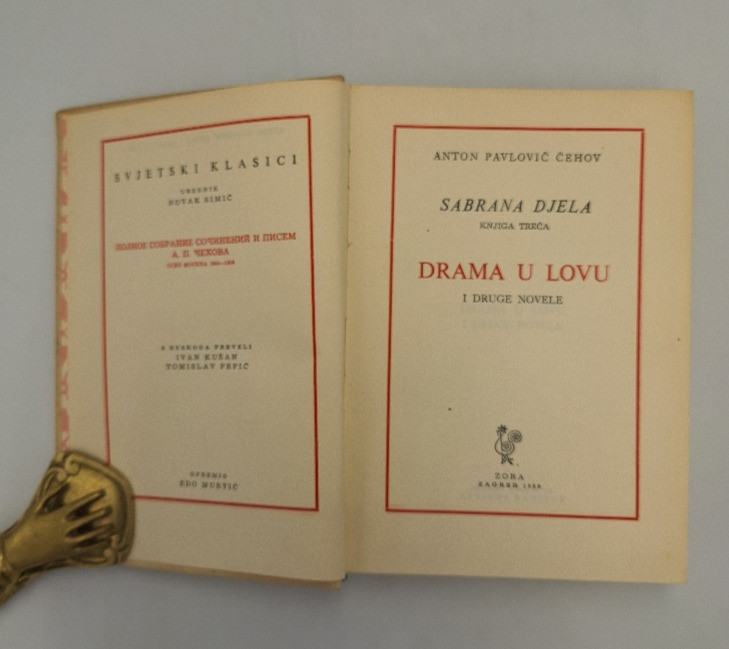 SVJETSKI KLASICI
UREDNIK
NOVAK SIMIĆ
ПОЛНОЕ СОБРАНИЕ СОЧИНЕНИЙ И ПИСЕМ
А. П. ЧЕХОВА
S RUSKOGA PREVELI
IVAN KUŠAN
TOMISLAV PEPIĆ
OPREMIO
EDO MURTIĆ
ANTON PAVLOVIČ ČEHOV
SABRANA DJELA
KNJIGA TREĆA
DRAMA U LOVU
I DRUGE NOVELE
ZORA
ZAGREB